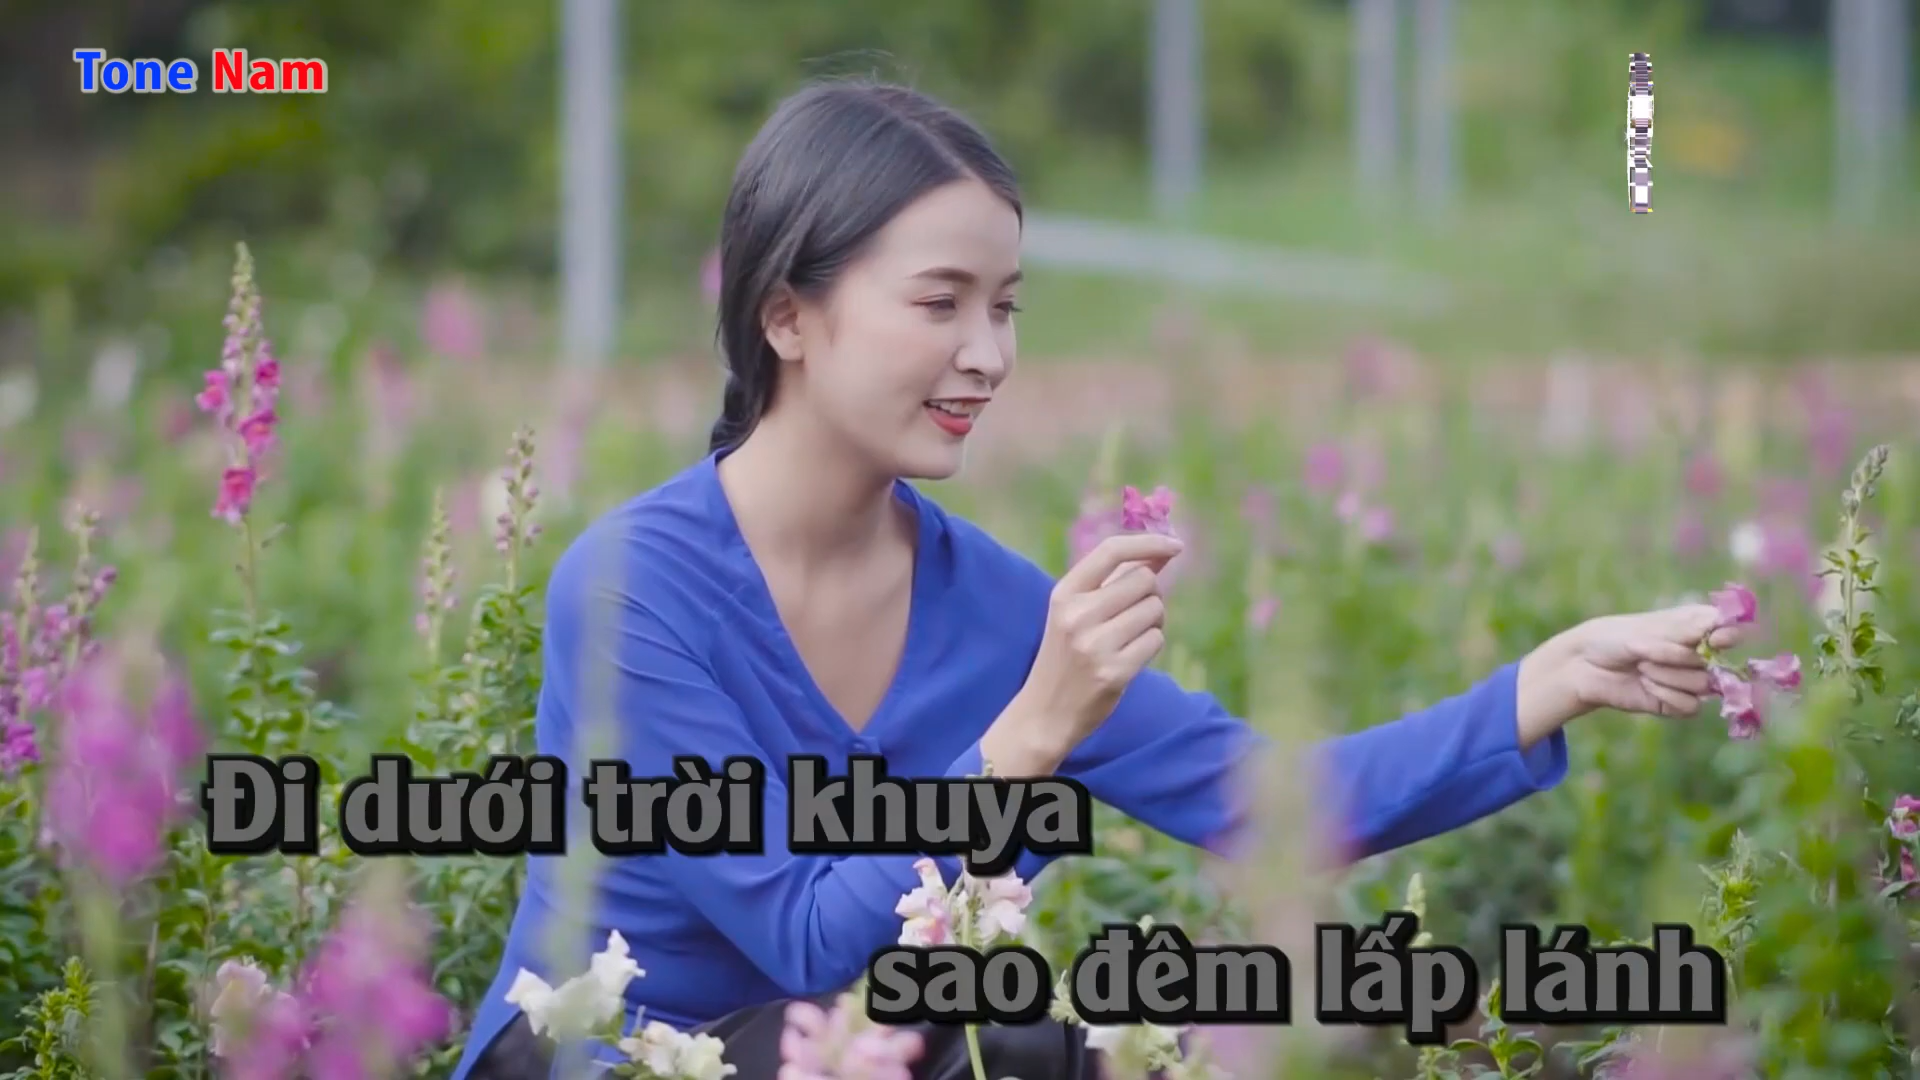 Tone Nam
Đi dưới trời khuya
sao đêm lấp lánh